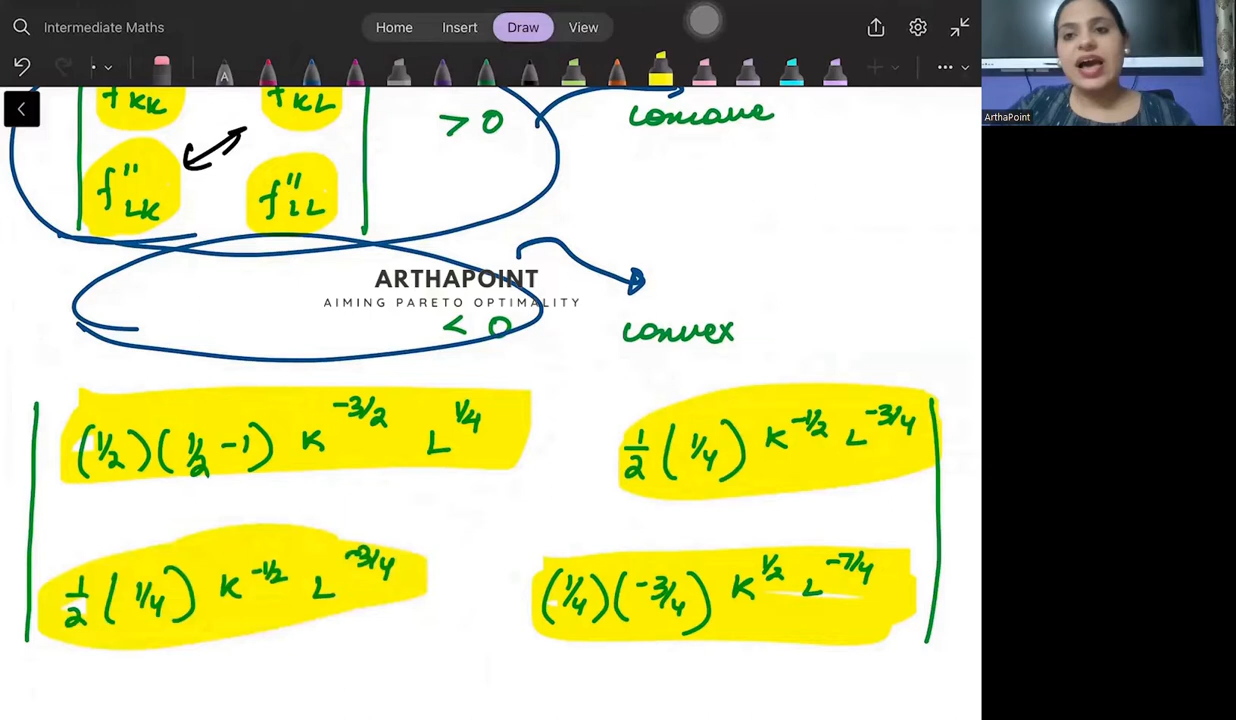 Intermediate Maths
Home Insert Draw View
A
ArthaPoint
f KK f KL > 0 concave
f" LK f" LL
ARTHAPOINT
AIMING PARETO OPTIMALITY
< 0 convex
(1/2)(1/2 -1) K^-3/2 L^1/4 1/2 (1/4) K^-1/2 L^-3/4
1/2 (1/4) K^-1/2 L^-3/4 (1/4)(-3/4) K^1/2 L^-7/4